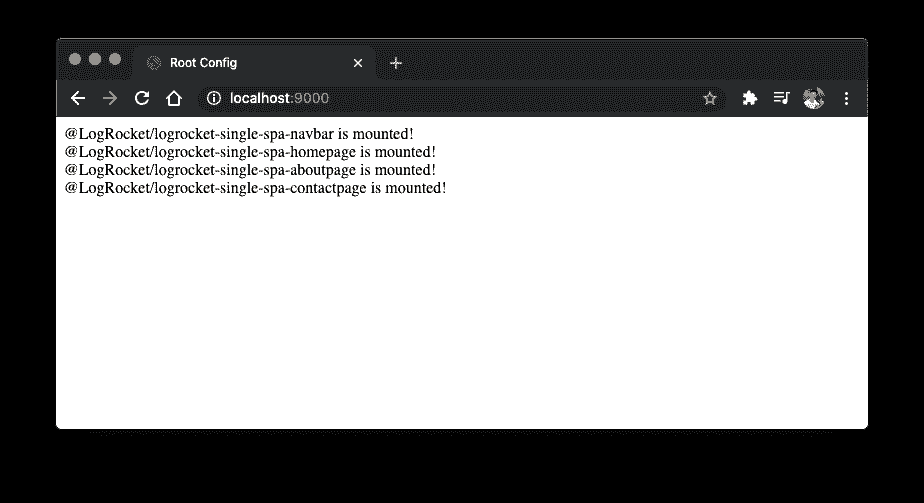 Root Config
localhost:9000
@LogRocket/logrocket-single-spa-navbar is mounted!
@LogRocket/logrocket-single-spa-homepage is mounted!
@LogRocket/logrocket-single-spa-aboutpage is mounted!
@LogRocket/logrocket-single-spa-contactpage is mounted!